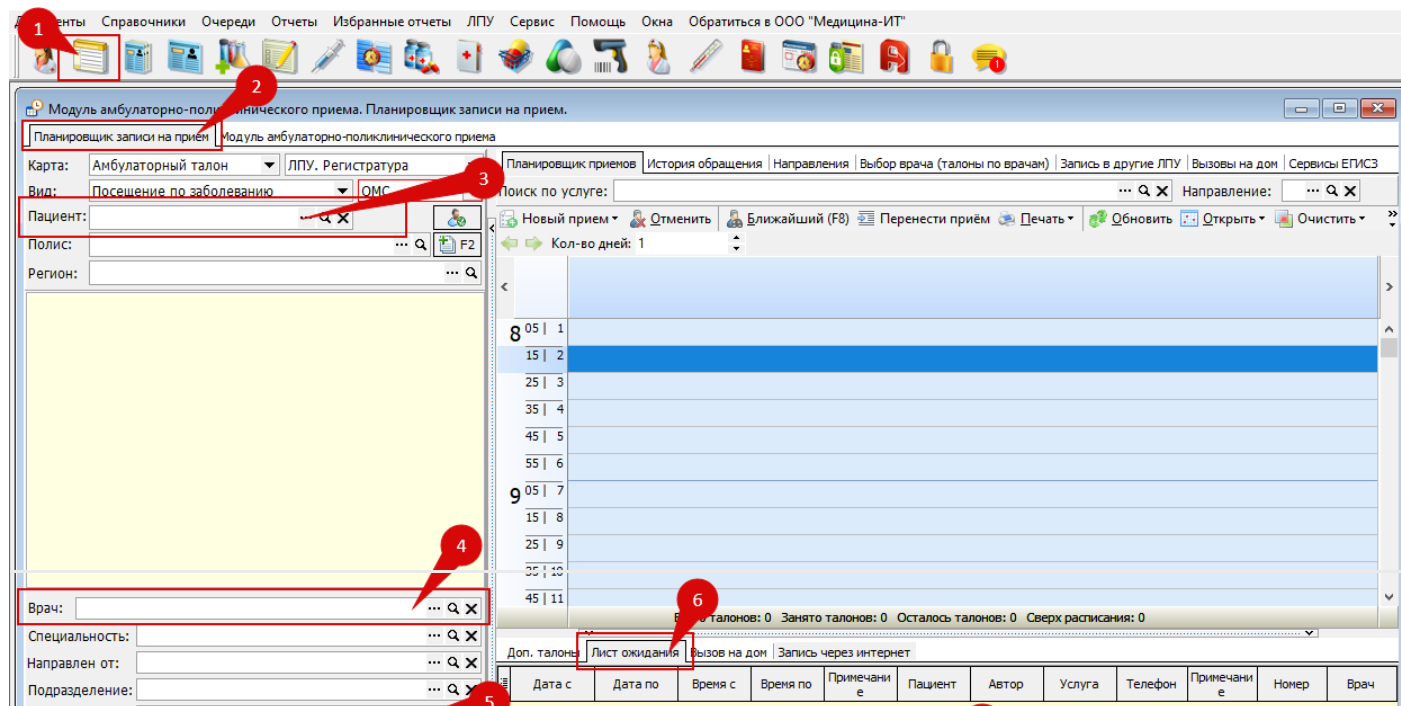 Справочники Очереди Отчеты Избранные отчеты ЛПУ Сервис Помощь Окна Обратиться в ООО "Медицина-ИТ"
1
1
2
Модуль амбулаторно-поликлинического приема. Планировщик записи на прием.
Планировщик записи на приём Модуль амбулаторно-поликлинического приема
Карта: Амбулаторный талон ЛПУ. Регистратура
Планировщик приемов История обращения Направления Выбор врача (талоны по врачам) Запись в другие ЛПУ Вызовы на дом Сервисы ЕГИСЗ
3
Вид: Посещение по заболеванию ОМС
Поиск по услуге: Направление:
Пациент:
Новый прием Отменить Ближайший (F8) Перенести приём Печать Обновить Открыть Очистить
Полис: F2
Кол-во дней: 1
Регион:
8 05 | 1
15 | 2
25 | 3
35 | 4
45 | 5
55 | 6
9 05 | 7
15 | 8
25 | 9
4
35 | 10
45 | 11
Врач:
6
талонов: 0 Занято талонов: 0 Осталось талонов: 0 Сверх расписания: 0
Специальность:
Доп. талоны Лист ожидания Вызов на дом Запись через интернет
Направлен от:
Подразделение:
5
Дата с Дата по Время с Время по Примечание Пациент Автор Услуга Телефон Примечание Номер Врач